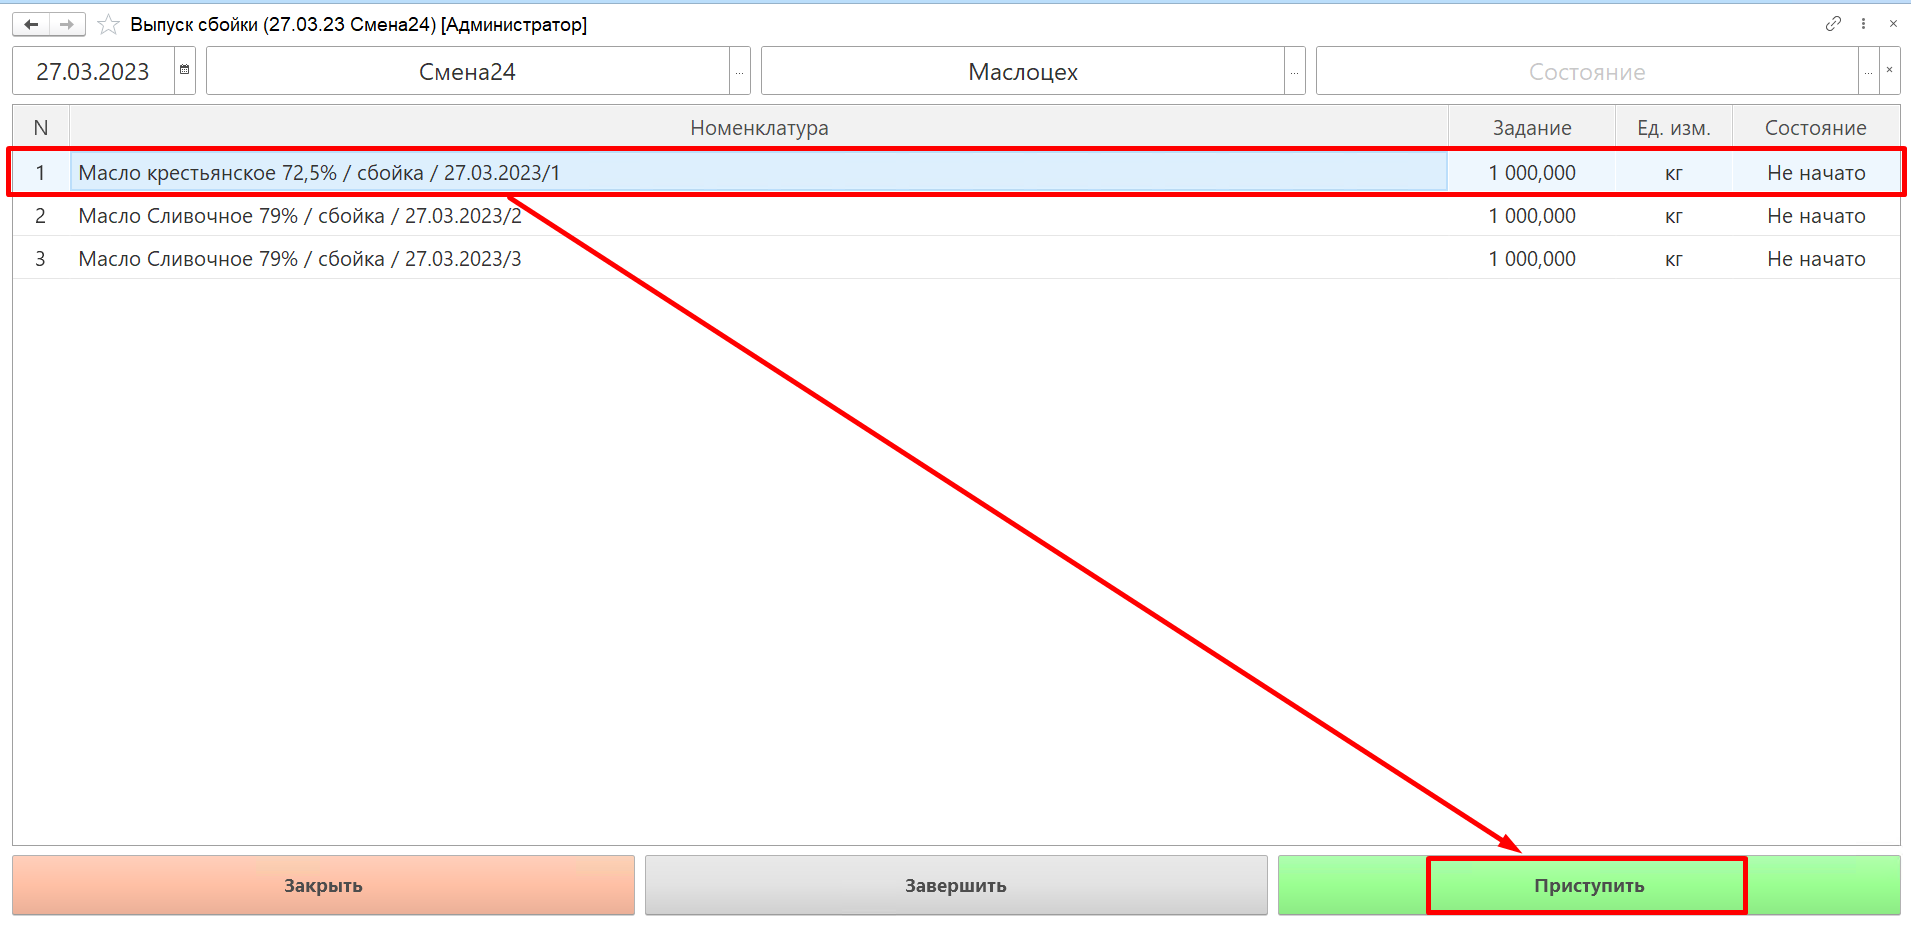 Выпуск сбойки (27.03.23 Смена24) [Администратор]
27.03.2023 Смена24 ... Маслоцех ... Состояние ... ×
N Номенклатура Задание Ед. изм. Состояние
1 Масло крестьянское 72,5% / сбойка / 27.03.2023/1 1 000,000 кг Не начато
2 Масло Сливочное 79% / сбойка / 27.03.2023/2 1 000,000 кг Не начато
3 Масло Сливочное 79% / сбойка / 27.03.2023/3 1 000,000 кг Не начато
Закрыть Завершить Приступить